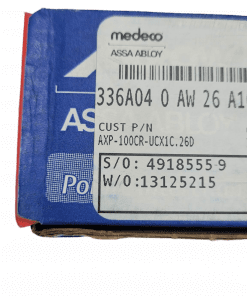 medeco
ASSA ABLOY
336A04 0 AW 26 A1
CUST P/N
AXP-100CR-UCX1C.26D
S/O: 49185559
W/O:13125215